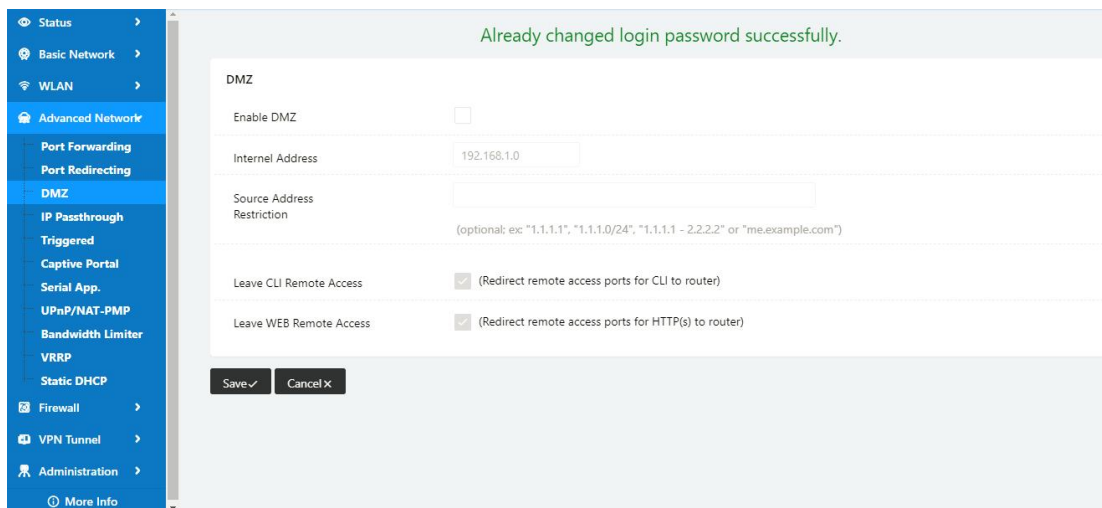 Status
Basic Network
WLAN
Advanced Network
Port Forwarding
Port Redirecting
DMZ
IP Passthrough
Triggered
Captive Portal
Serial App.
UPnP/NAT-PMP
Bandwidth Limiter
VRRP
Static DHCP
Firewall
VPN Tunnel
Administration
More Info
Already changed login password successfully.
DMZ
Enable DMZ
Internet Address
192.168.1.0
Source Address
Restriction
(optional; ex: "1.1.1.1", "1.1.1.0/24", "1.1.1.1 - 2.2.2.2" or "me.example.com")
Leave CLI Remote Access
(Redirect remote access ports for CLI to router)
Leave WEB Remote Access
(Redirect remote access ports for HTTP(s) to router)
Save
Cancel